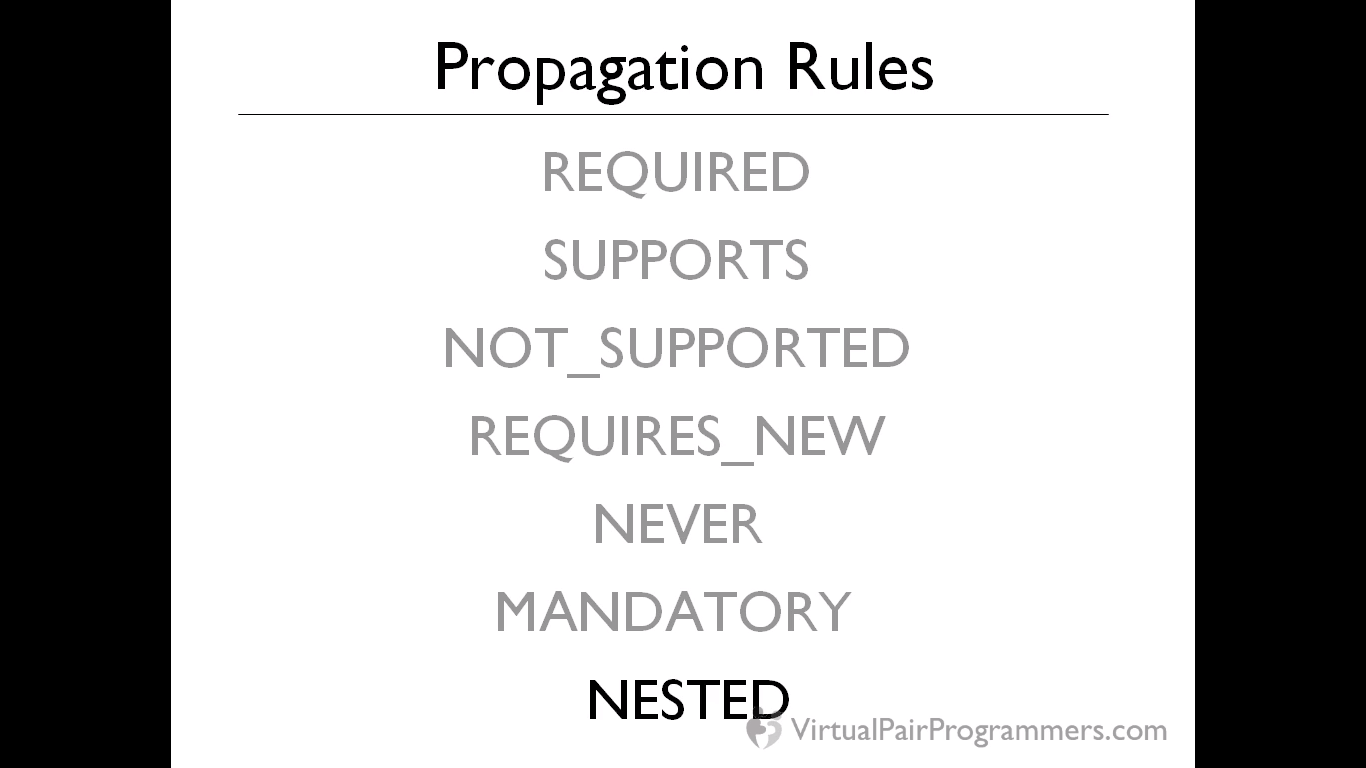 Propagation Rules
REQUIRED
SUPPORTS
NOT_SUPPORTED
REQUIRES_NEW
NEVER
MANDATORY
NESTED
VirtualPairProgrammers.com